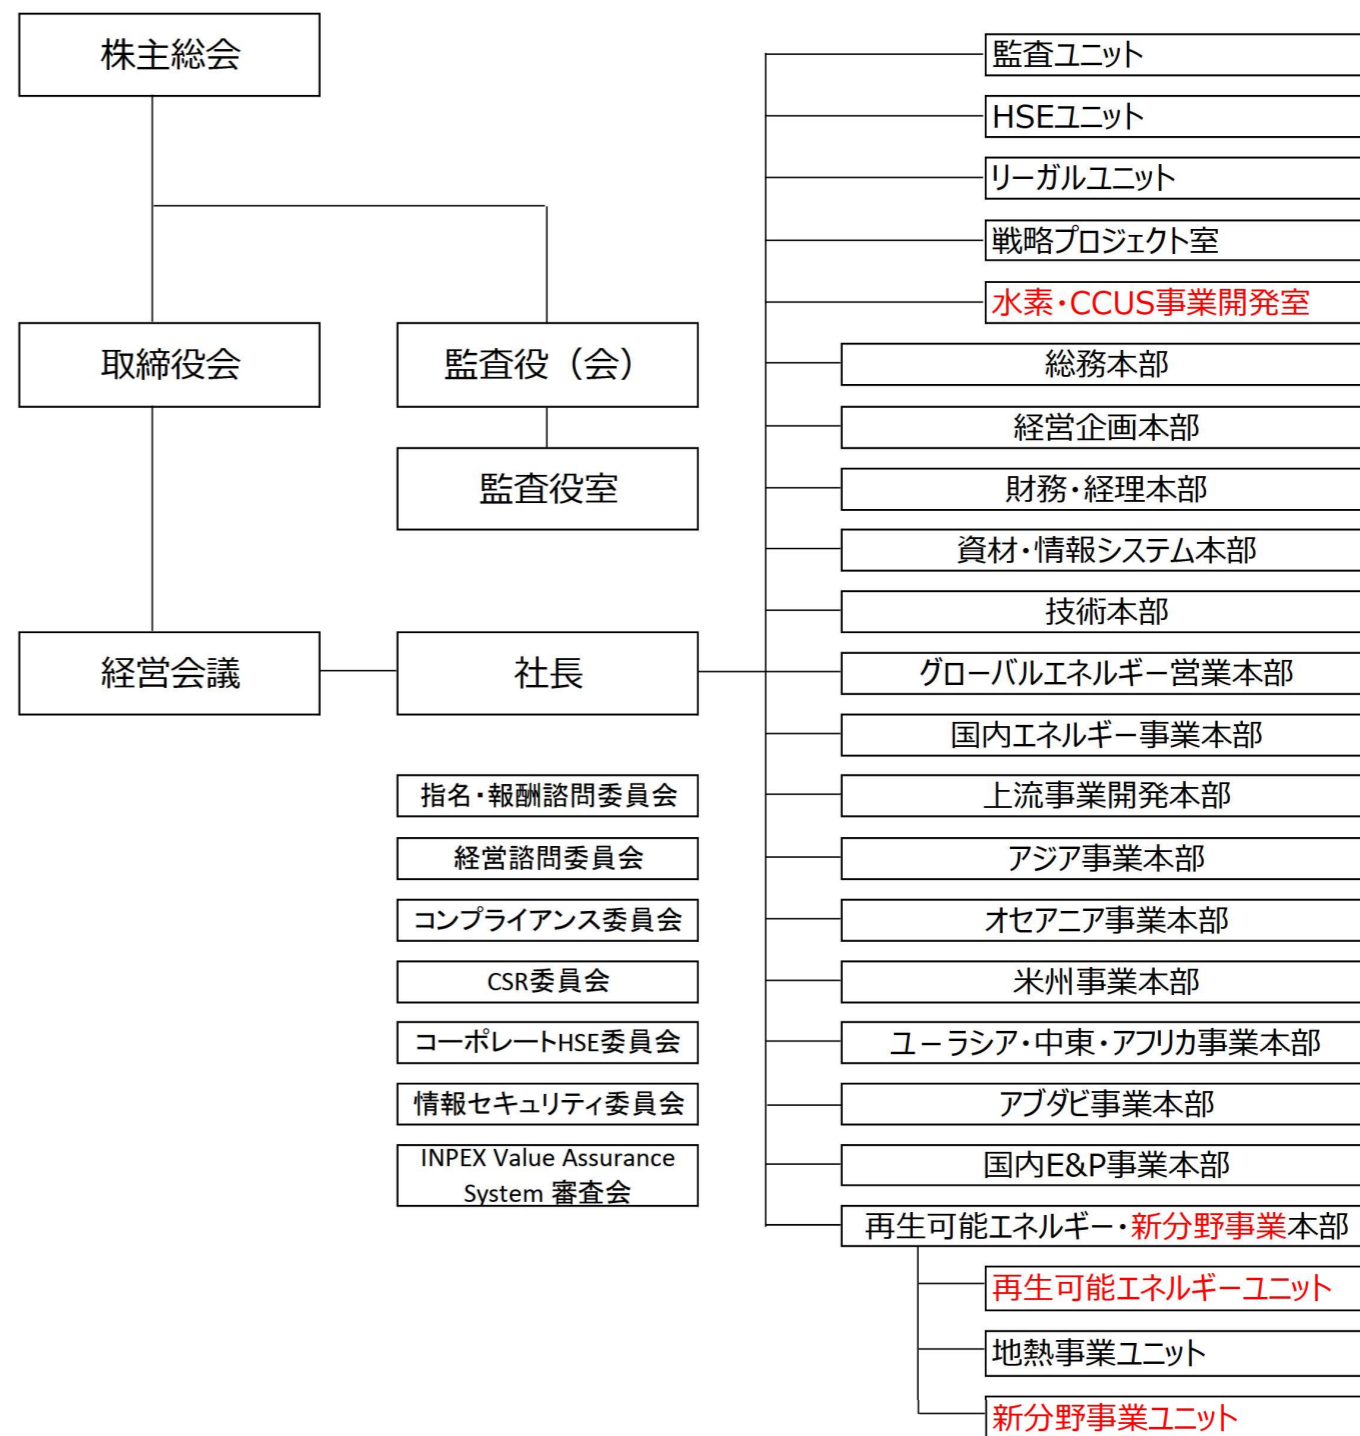 株主総会
取締役会
監査役（会）
監査役室
経営会議
社長
指名・報酬諮問委員会
経営諮問委員会
コンプライアンス委員会
CSR委員会
コーポレートHSE委員会
情報セキュリティ委員会
INPEX Value Assurance
System 審査会
監査ユニット
HSEユニット
リーガルユニット
戦略プロジェクト室
水素・CCUS事業開発室
総務本部
経営企画本部
財務・経理本部
資材・情報システム本部
技術本部
グローバルエネルギー営業本部
国内エネルギー事業本部
上流事業開発本部
アジア事業本部
オセアニア事業本部
米州事業本部
ユーラシア・中東・アフリカ事業本部
アブダビ事業本部
国内E&P事業本部
再生可能エネルギー・新分野事業本部
再生可能エネルギーユニット
地熱事業ユニット
新分野事業ユニット